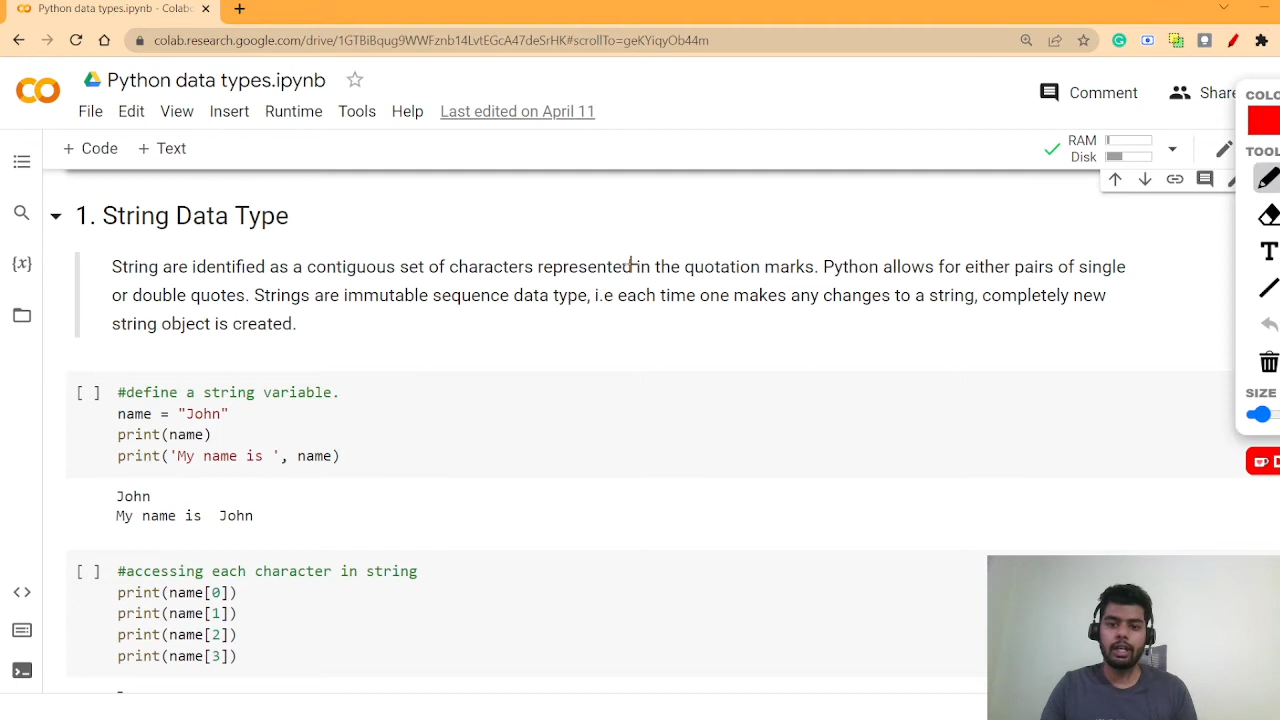 Python data types.ipynb - Colab
colab.research.google.com/drive/1GTBiBqug9WWFznb14LvtEGcA47deSrHK#scrollTo=geKYiqyOb44m
Python data types.ipynb
File Edit View Insert Runtime Tools Help Last edited on April 11
Comment Share
+ Code + Text
RAM
Disk
1. String Data Type
String are identified as a contiguous set of characters represented in the quotation marks. Python allows for either pairs of single
or double quotes. Strings are immutable sequence data type, i.e each time one makes any changes to a string, completely new
string object is created.
[ ] #define a string variable.
name = "John"
print(name)
print('My name is ', name)
John
My name is  John
[ ] #accessing each character in string
print(name[0])
print(name[1])
print(name[2])
print(name[3])
{x}
COLO
TOOL
T
SIZE
D